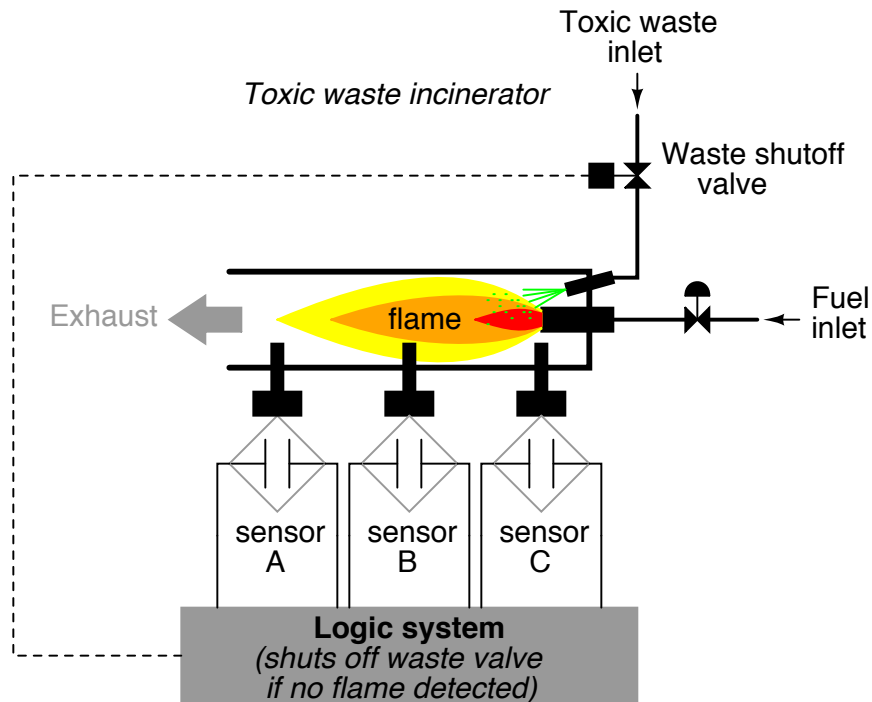 Toxic waste
inlet
Toxic waste incinerator
Waste shutoff
valve
Exhaust
flame
Fuel
inlet
sensor
A
sensor
B
sensor
C
Logic system
(shuts off waste valve
if no flame detected)